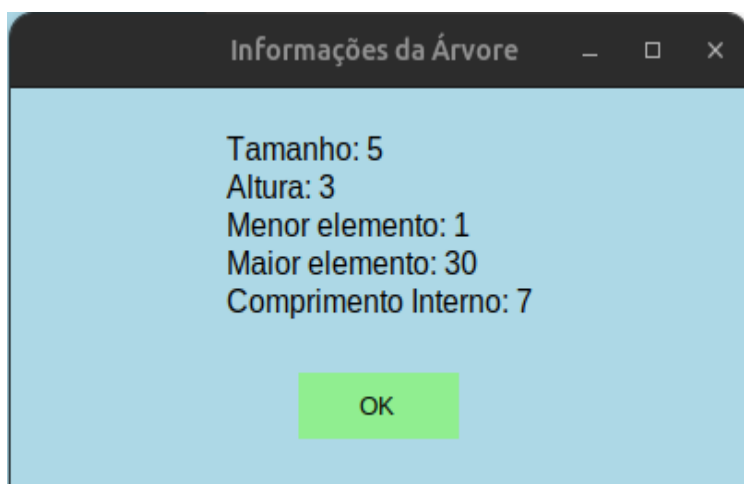 Informações da Árvore
Tamanho: 5
Altura: 3
Menor elemento: 1
Maior elemento: 30
Comprimento Interno: 7
OK